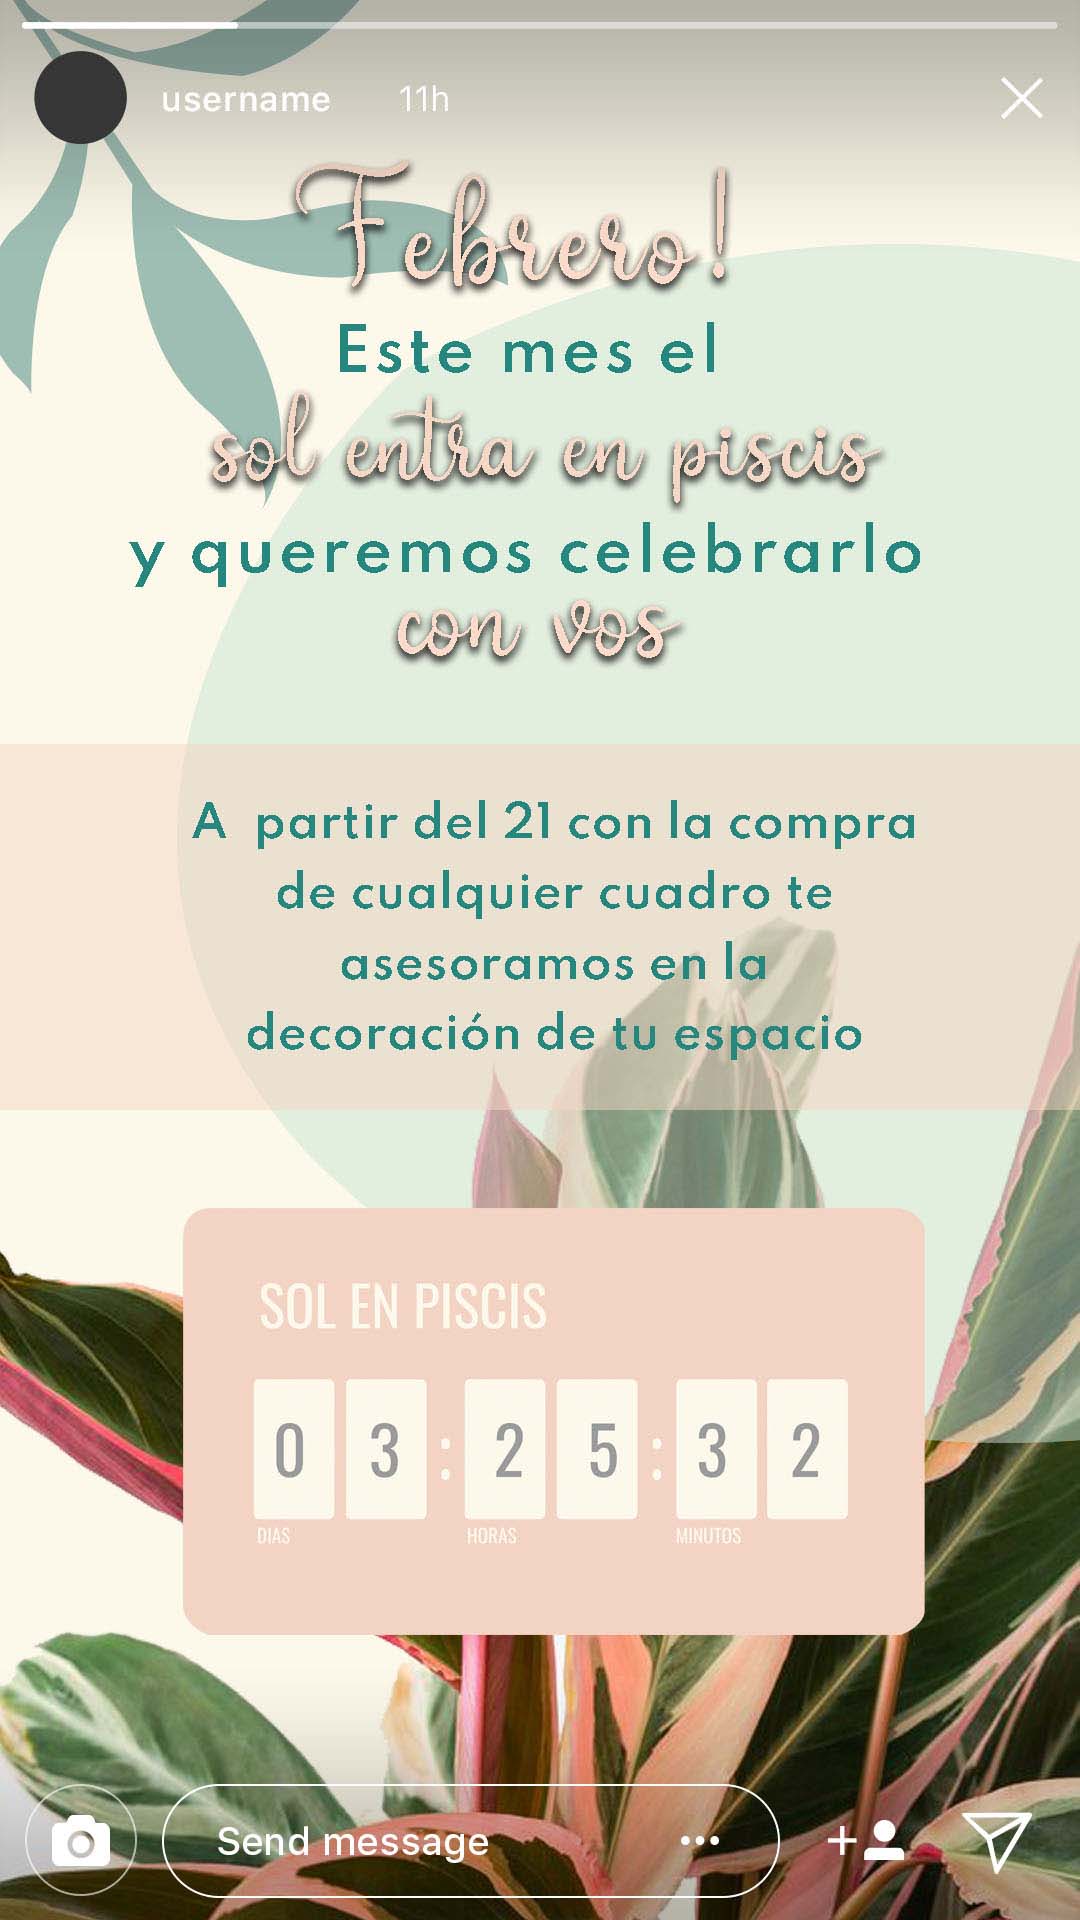 username 11h
Febrero!
Este mes el
sol entra en piscis
y queremos celebrarlo
con vos
A partir del 21 con la compra
de cualquier cuadro te
asesoramos en la
decoración de tu espacio
SOL EN PISCIS
0 3 : 2 5 : 3 2
DIAS HORAS MINUTOS
Send message